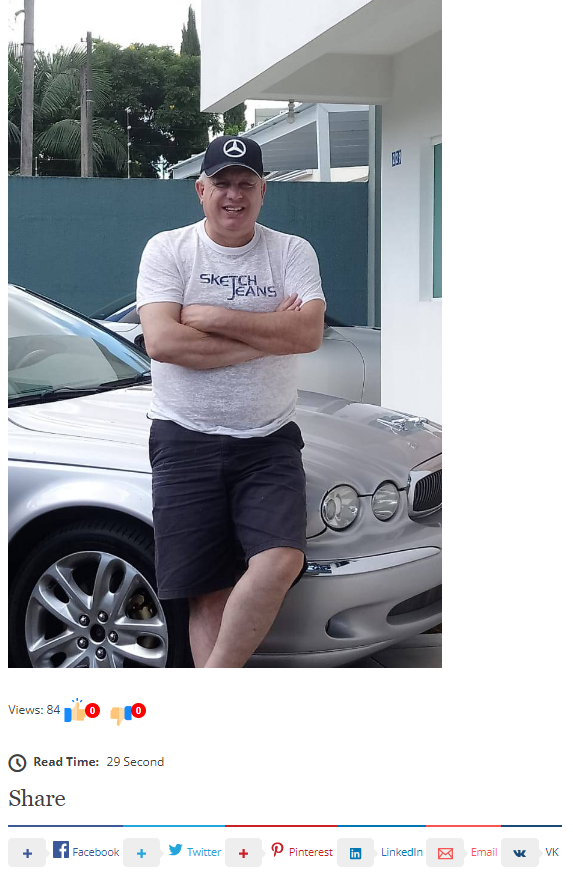 SKETCH
JEANS
Views: 84 0 0
Read Time: 29 Second
Share
+ Facebook + Twitter + Pinterest LinkedIn Email VK